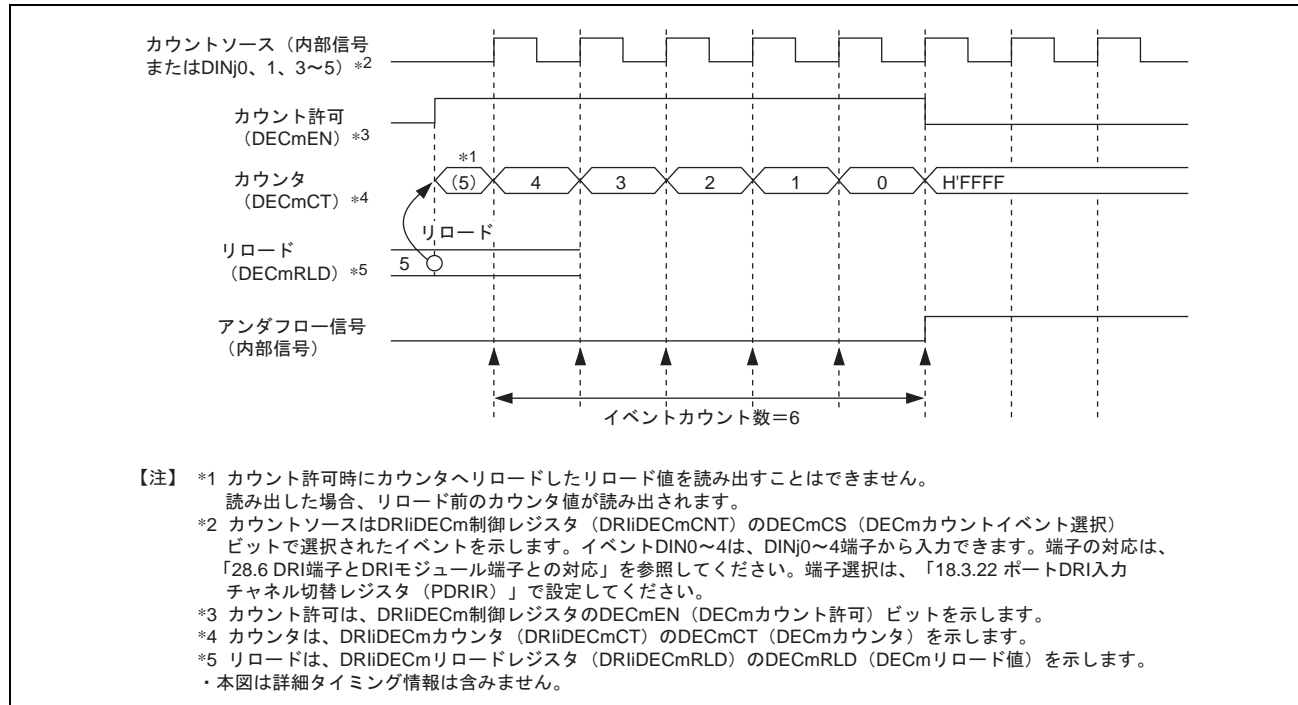 カウントソース（内部信号
またはDINj0、1、3～5）*2
カウント許可
（DECmEN）*3
*1
カウンタ
（DECmCT）*4
(5) 4 3 2 1 0 H'FFFF
リロード
リロード
（DECmRLD）*5
5
アンダフロー信号
（内部信号）
イベントカウント数＝6
【注】 *1 カウント許可時にカウンタへリロードしたリロード値を読み出すことはできません。
読み出した場合、リロード前のカウンタ値が読み出されます。
*2 カウントソースはDRIiDECm制御レジスタ（DRIiDECmCNT）のDECmCS（DECmカウントイベント選択）
ビットで選択されたイベントを示します。イベントDIN0～4は、DINj0～4端子から入力できます。端子の対応は、
「28.6 DRI端子とDRIモジュール端子との対応」を参照してください。端子選択は、「18.3.22 ポートDRI入力
チャネル切替レジスタ（PDRIR）」で設定してください。
*3 カウント許可は、DRIiDECm制御レジスタのDECmEN（DECmカウント許可）ビットを示します。
*4 カウンタは、DRIiDECmカウンタ（DRIiDECmCT）のDECmCT（DECmカウンタ）を示します。
*5 リロードは、DRIiDECmリロードレジスタ（DRIiDECmRLD）のDECmRLD（DECmリロード値）を示します。
・本図は詳細タイミング情報は含みません。